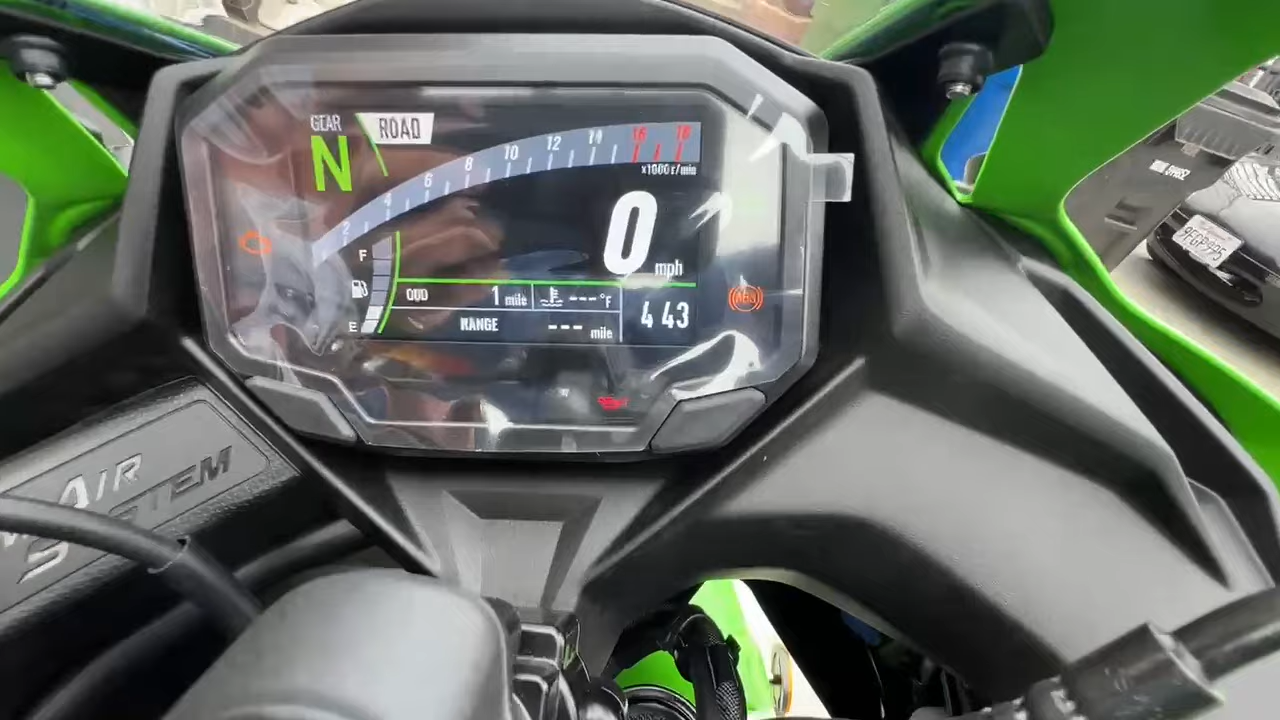 GEAR
N
ROAD
2 4 6 8 10 12 14 16 18
x1000 r/min
0 mph
F
E
ODO 1 mile --- °F
RANGE --- mile
4 43
ABS
AIR
SYSTEM